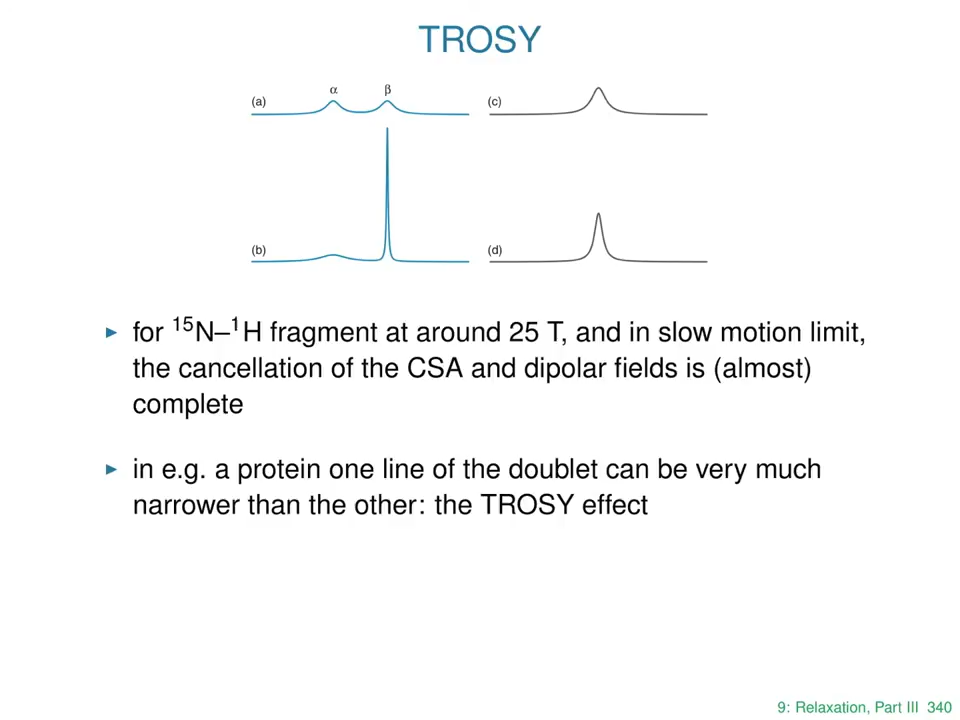 TROSY
(a) α β (c)
(b) (d)
▶ for ¹⁵N–¹H fragment at around 25 T, and in slow motion limit,
the cancellation of the CSA and dipolar fields is (almost)
complete
▶ in e.g. a protein one line of the doublet can be very much
narrower than the other: the TROSY effect
9: Relaxation, Part III 340